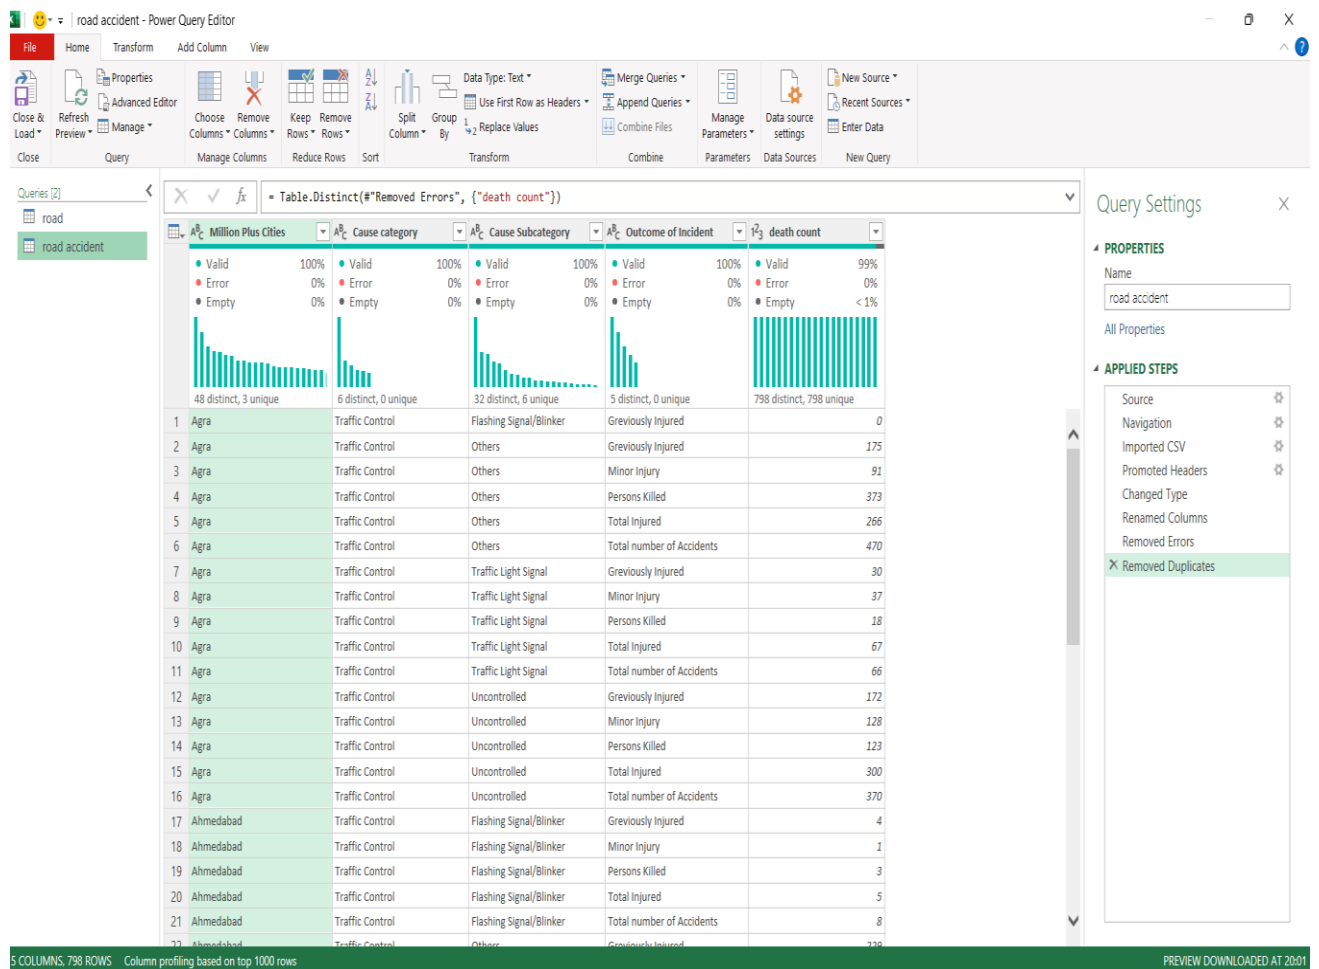 road accident - Power Query Editor
File Home Transform Add Column View
Close & Load
Refresh Preview
Properties
Advanced Editor
Manage
Choose Columns
Remove Columns
Keep Rows
Remove Rows
Split Column
Group By
Data Type: Text
Use First Row as Headers
Replace Values
Merge Queries
Append Queries
Combine Files
Manage Parameters
Data source settings
New Source
Recent Sources
Enter Data
Close Query Manage Columns Reduce Rows Sort Transform Combine Parameters Data Sources New Query
Queries [2]
road
road accident
= Table.Distinct(#"Removed Errors", {"death count"})
Million Plus Cities Cause category Cause Subcategory Outcome of Incident 123 death count
Valid 100% Valid 100% Valid 100% Valid 100% Valid 99%
Error 0% Error 0% Error 0% Error 0% Error 0%
Empty 0% Empty 0% Empty 0% Empty 0% Empty < 1%
48 distinct, 3 unique 6 distinct, 0 unique 32 distinct, 6 unique 5 distinct, 0 unique 798 distinct, 798 unique
1 Agra Traffic Control Flashing Signal/Blinker Greviously Injured 0
2 Agra Traffic Control Others Greviously Injured 175
3 Agra Traffic Control Others Minor Injury 91
4 Agra Traffic Control Others Persons Killed 373
5 Agra Traffic Control Others Total Injured 266
6 Agra Traffic Control Others Total number of Accidents 470
7 Agra Traffic Control Traffic Light Signal Greviously Injured 30
8 Agra Traffic Control Traffic Light Signal Minor Injury 37
9 Agra Traffic Control Traffic Light Signal Persons Killed 18
10 Agra Traffic Control Traffic Light Signal Total Injured 67
11 Agra Traffic Control Traffic Light Signal Total number of Accidents 66
12 Agra Traffic Control Uncontrolled Greviously Injured 172
13 Agra Traffic Control Uncontrolled Minor Injury 128
14 Agra Traffic Control Uncontrolled Persons Killed 123
15 Agra Traffic Control Uncontrolled Total Injured 300
16 Agra Traffic Control Uncontrolled Total number of Accidents 370
17 Ahmedabad Traffic Control Flashing Signal/Blinker Greviously Injured 4
18 Ahmedabad Traffic Control Flashing Signal/Blinker Minor Injury 1
19 Ahmedabad Traffic Control Flashing Signal/Blinker Persons Killed 3
20 Ahmedabad Traffic Control Flashing Signal/Blinker Total Injured 5
21 Ahmedabad Traffic Control Flashing Signal/Blinker Total number of Accidents 8
22 Ahmedabad Traffic Control Others Greviously Injured
Query Settings
PROPERTIES
Name
road accident
All Properties
APPLIED STEPS
Source
Navigation
Imported CSV
Promoted Headers
Changed Type
Renamed Columns
Removed Errors
Removed Duplicates
5 COLUMNS, 798 ROWS Column profiling based on top 1000 rows
PREVIEW DOWNLOADED AT 20:01